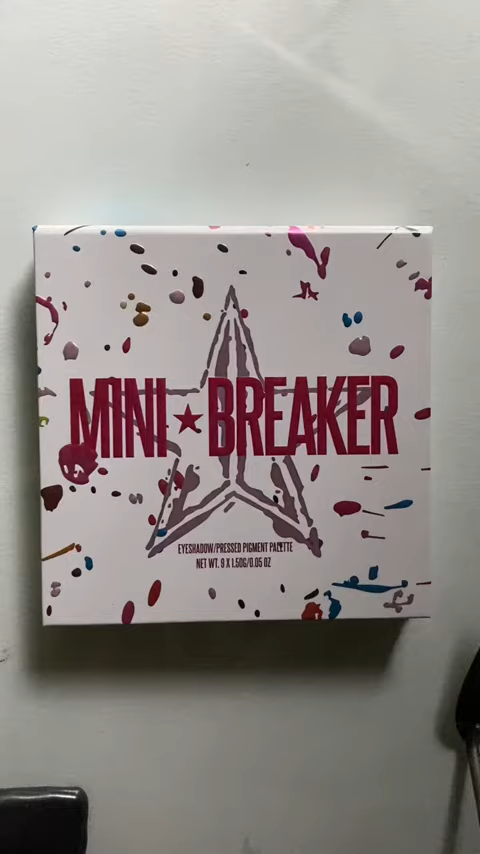 MINI ★ BREAKER
EYESHADOW/PRESSED PIGMENT PALETTE
NET WT. 9 X 1.50G/0.05 OZ